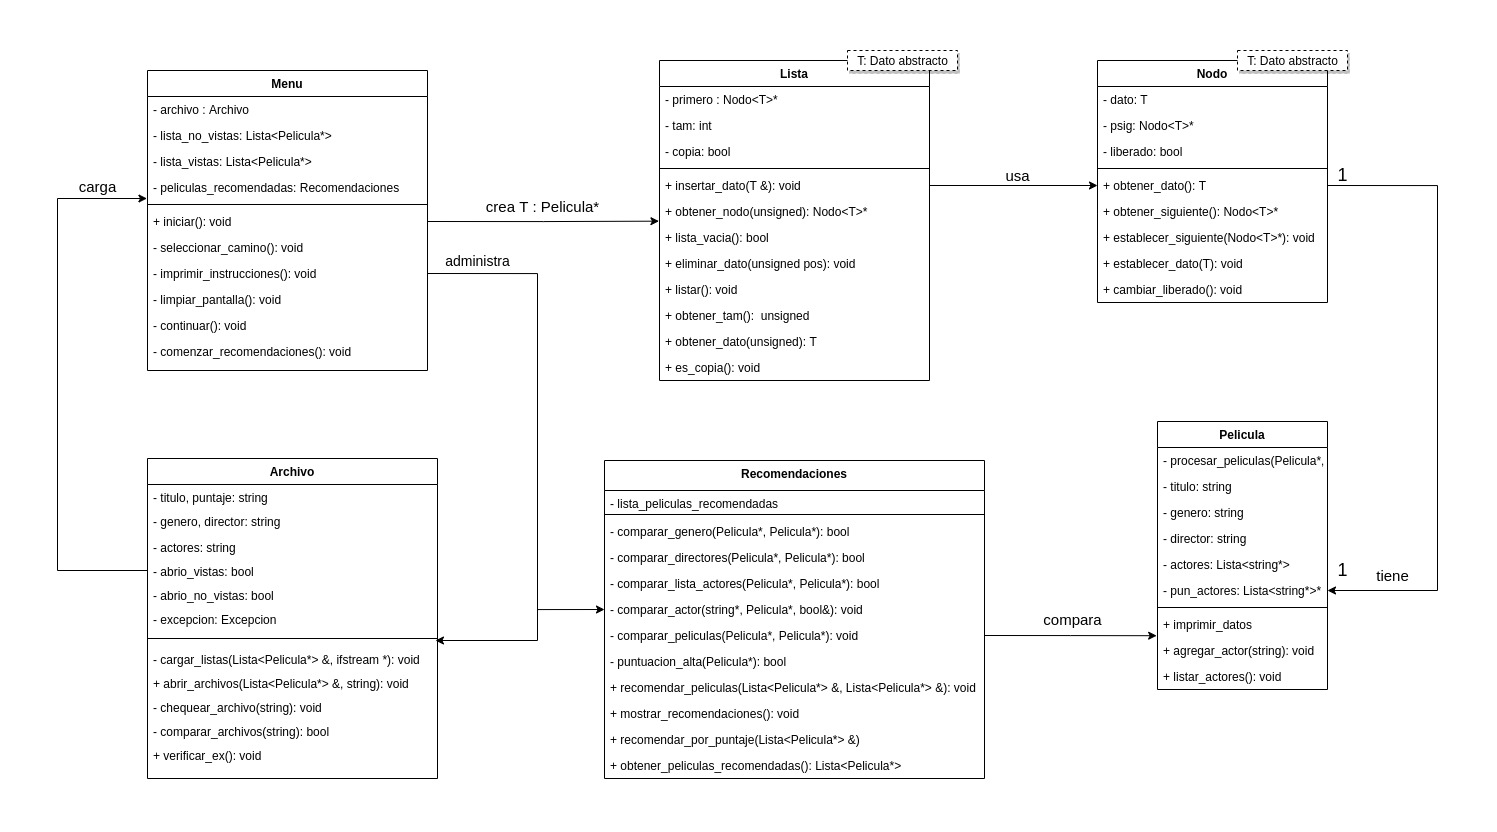 Menu
- archivo : Archivo
- lista_no_vistas: Lista<Pelicula*>
- lista_vistas: Lista<Pelicula*>
- peliculas_recomendadas: Recomendaciones
+ iniciar(): void
- seleccionar_camino(): void
- imprimir_instrucciones(): void
- limpiar_pantalla(): void
- continuar(): void
- comenzar_recomendaciones(): void
carga
crea T : Pelicula*
administra
T: Dato abstracto
Lista
- primero : Nodo<T>*
- tam: int
- copia: bool
+ insertar_dato(T &): void
+ obtener_nodo(unsigned): Nodo<T>*
+ lista_vacia(): bool
+ eliminar_dato(unsigned pos): void
+ listar(): void
+ obtener_tam():  unsigned
+ obtener_dato(unsigned): T
+ es_copia(): void
usa
T: Dato abstracto
Nodo
- dato: T
- psig: Nodo<T>*
- liberado: bool
+ obtener_dato(): T
+ obtener_siguiente(): Nodo<T>*
+ establecer_siguiente(Nodo<T>*): void
+ establecer_dato(T): void
+ cambiar_liberado(): void
1
Archivo
- titulo, puntaje: string
- genero, director: string
- actores: string
- abrio_vistas: bool
- abrio_no_vistas: bool
- excepcion: Excepcion
- cargar_listas(Lista<Pelicula*> &, ifstream *): void
+ abrir_archivos(Lista<Pelicula*> &, string): void
- chequear_archivo(string): void
- comparar_archivos(string): bool
+ verificar_ex(): void
Recomendaciones
- lista_peliculas_recomendadas
- comparar_genero(Pelicula*, Pelicula*): bool
- comparar_directores(Pelicula*, Pelicula*): bool
- comparar_lista_actores(Pelicula*, Pelicula*): bool
- comparar_actor(string*, Pelicula*, bool&): void
- comparar_peliculas(Pelicula*, Pelicula*): void
- puntuacion_alta(Pelicula*): bool
+ recomendar_peliculas(Lista<Pelicula*> &, Lista<Pelicula*> &): void
+ mostrar_recomendaciones(): void
+ recomendar_por_puntaje(Lista<Pelicula*> &)
+ obtener_peliculas_recomendadas(): Lista<Pelicula*>
compara
Pelicula
- procesar_peliculas(Pelicula*,
- titulo: string
- genero: string
- director: string
- actores: Lista<string*>
- pun_actores: Lista<string*>*
+ imprimir_datos
+ agregar_actor(string): void
+ listar_actores(): void
1
tiene